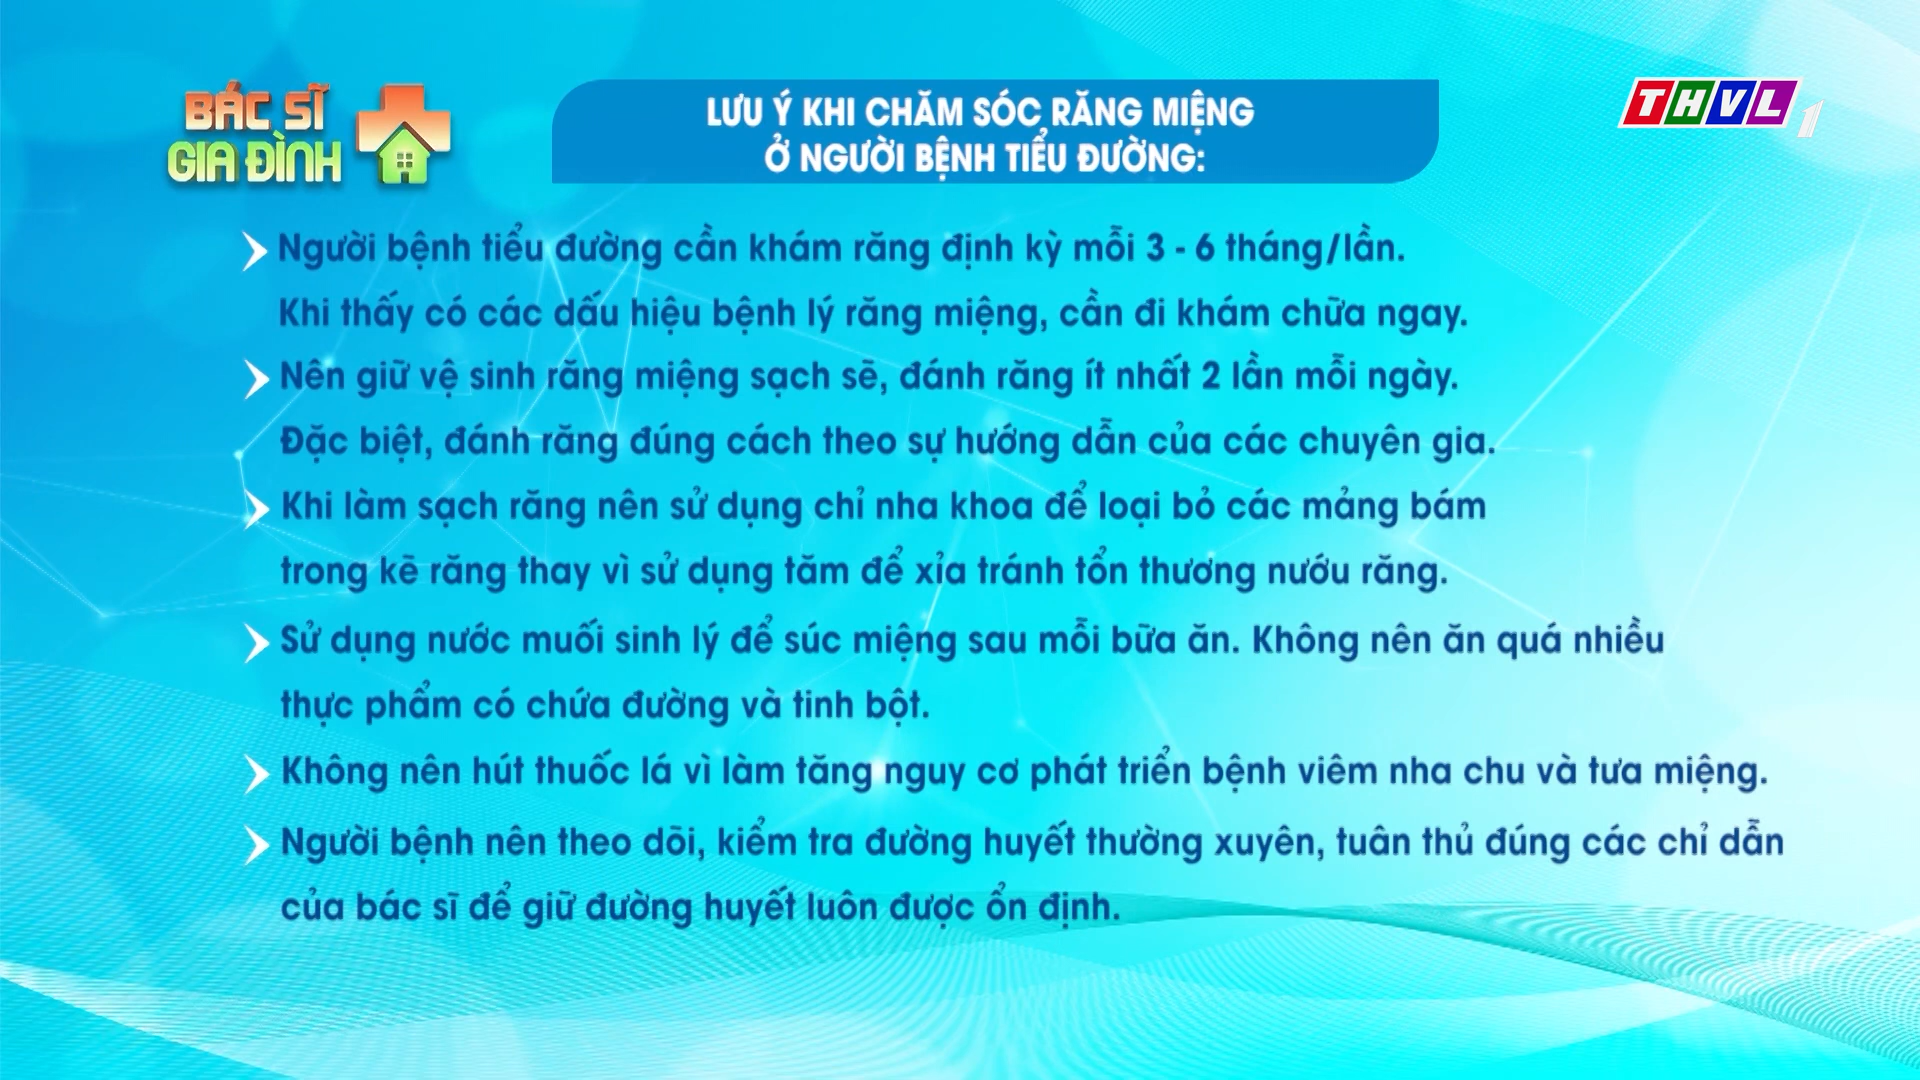 BÁC SĨ
GIA ĐÌNH
LƯU Ý KHI CHĂM SÓC RĂNG MIỆNG
Ở NGƯỜI BỆNH TIỂU ĐƯỜNG:
THVL 1
Người bệnh tiểu đường cần khám răng định kỳ mỗi 3 - 6 tháng/lần.
Khi thấy có các dấu hiệu bệnh lý răng miệng, cần đi khám chữa ngay.
Nên giữ vệ sinh răng miệng sạch sẽ, đánh răng ít nhất 2 lần mỗi ngày.
Đặc biệt, đánh răng đúng cách theo sự hướng dẫn của các chuyên gia.
Khi làm sạch răng nên sử dụng chỉ nha khoa để loại bỏ các mảng bám
trong kẽ răng thay vì sử dụng tăm để xỉa tránh tổn thương nướu răng.
Sử dụng nước muối sinh lý để súc miệng sau mỗi bữa ăn. Không nên ăn quá nhiều
thực phẩm có chứa đường và tinh bột.
Không nên hút thuốc lá vì làm tăng nguy cơ phát triển bệnh viêm nha chu và tưa miệng.
Người bệnh nên theo dõi, kiểm tra đường huyết thường xuyên, tuân thủ đúng các chỉ dẫn
của bác sĩ để giữ đường huyết luôn được ổn định.